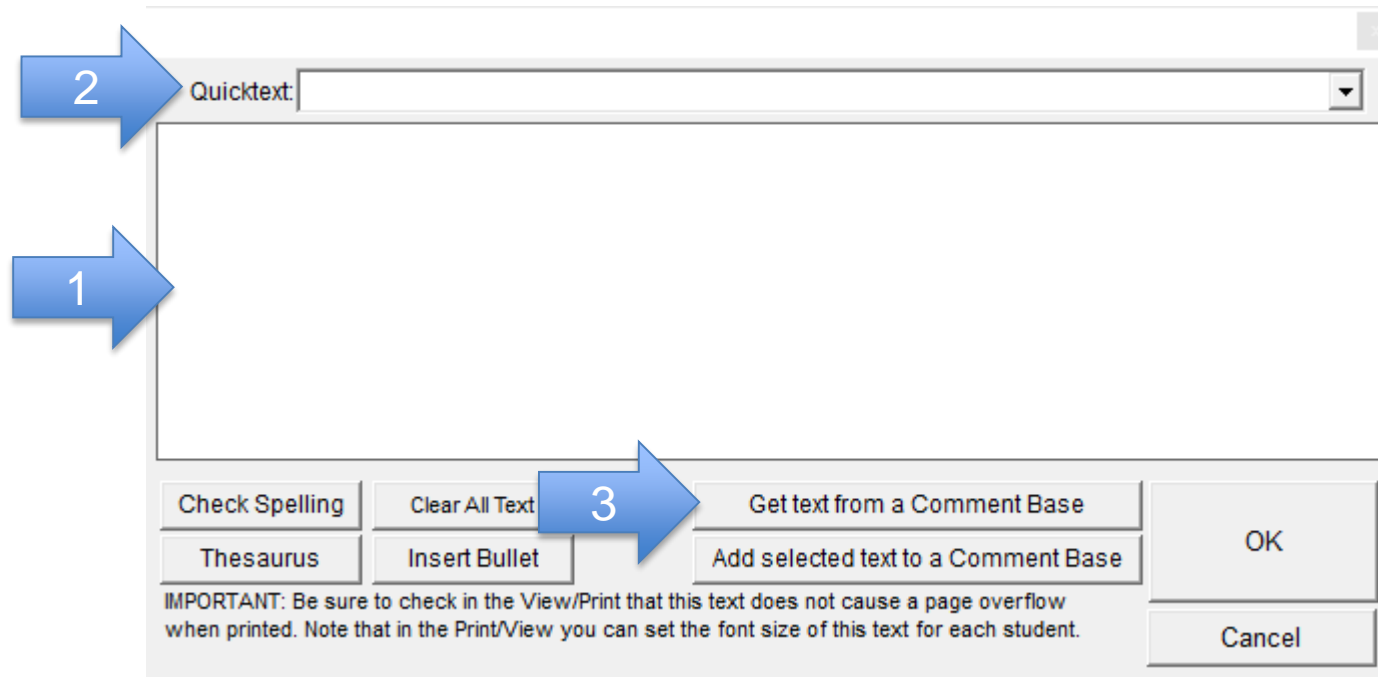 2
Quicktext:
1
Check Spelling
Clear All Text
3
Get text from a Comment Base
OK
Thesaurus
Insert Bullet
Add selected text to a Comment Base
IMPORTANT: Be sure to check in the View/Print that this text does not cause a page overflow
when printed. Note that in the Print/View you can set the font size of this text for each student.
Cancel